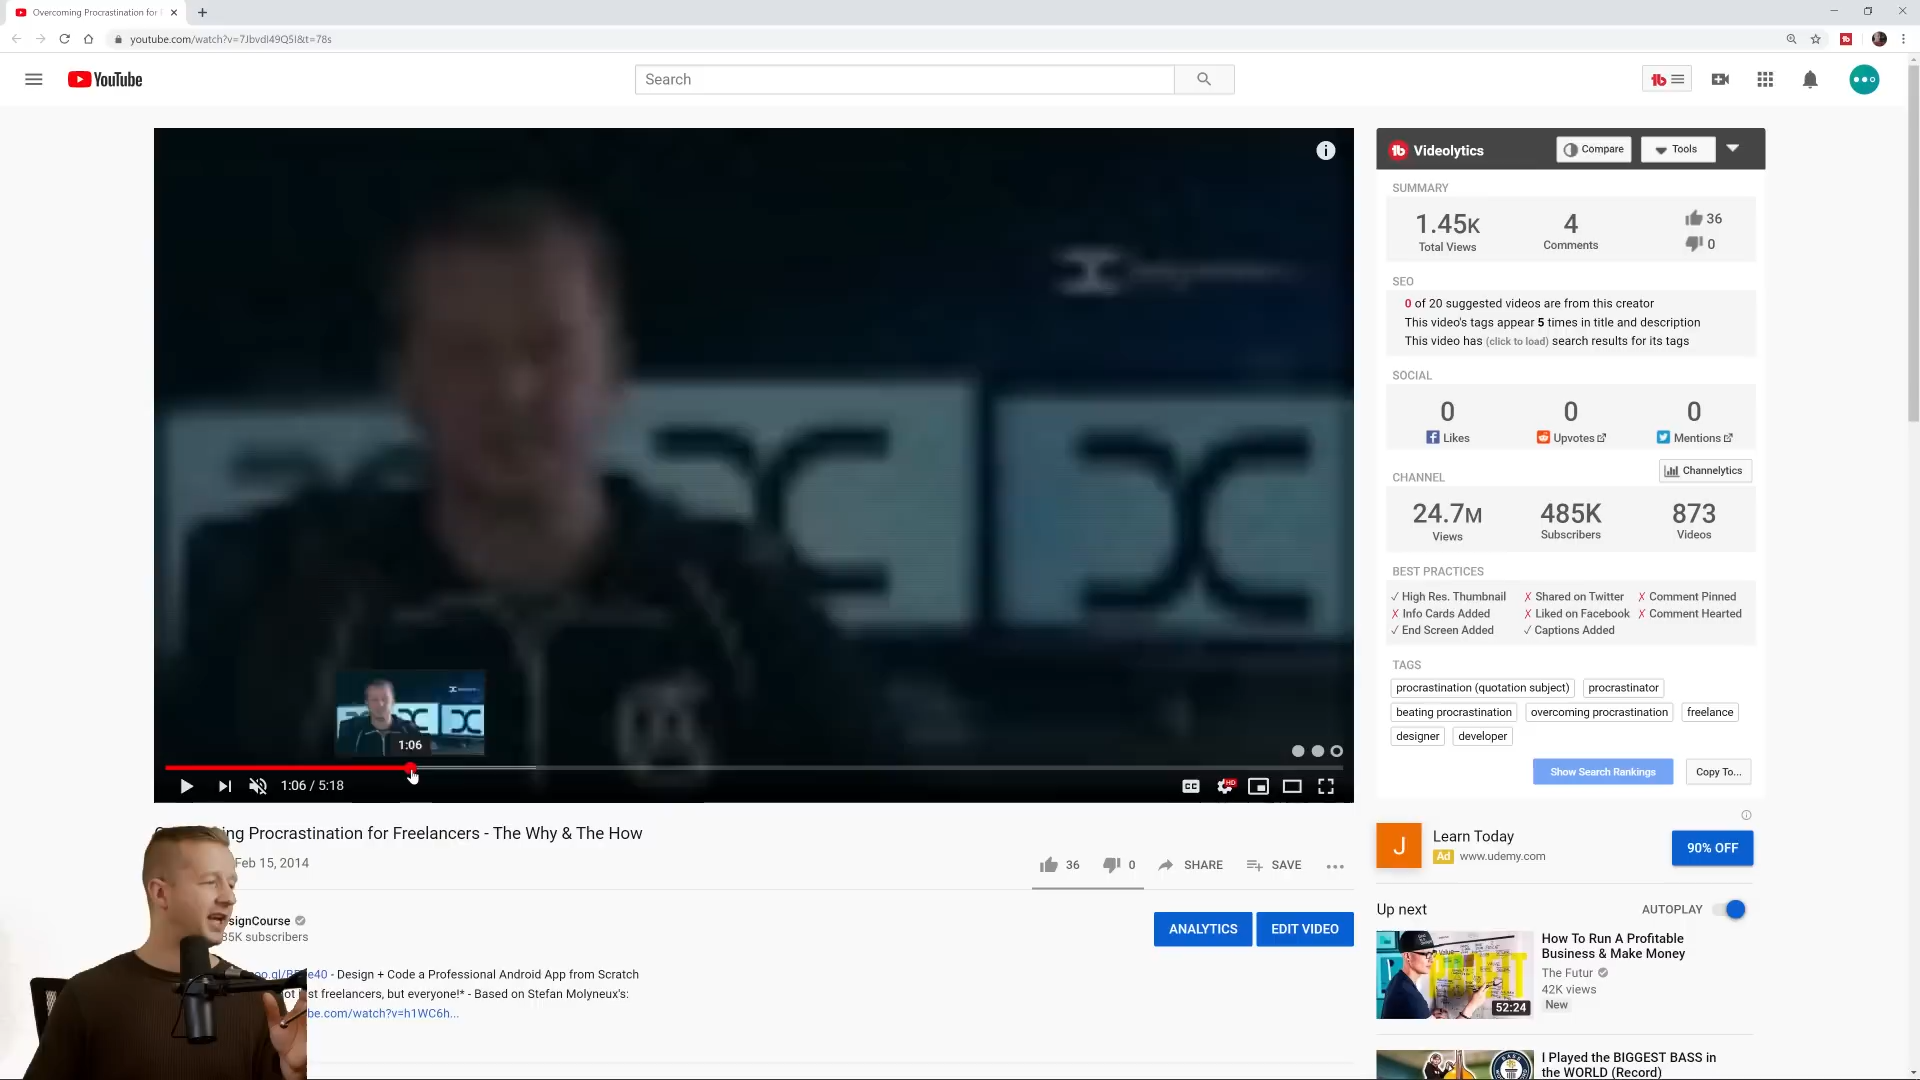 Overcoming Procrastination for
youtube.com/watch?v=7Jbvdl49Q5I&t=78s
YouTube
Search
Videolytics
Compare
Tools
SUMMARY
1.45K
Total Views
4
Comments
36
0
SEO
0 of 20 suggested videos are from this creator
This video's tags appear 5 times in title and description
This video has (click to load) search results for its tags
SOCIAL
0
Likes
0
Upvotes
0
Mentions
CHANNEL
Channelytics
24.7M
Views
485K
Subscribers
873
Videos
BEST PRACTICES
✓ High Res. Thumbnail ✗ Shared on Twitter ✗ Comment Pinned
✗ Info Cards Added ✗ Liked on Facebook ✗ Comment Hearted
✓ End Screen Added ✓ Captions Added
TAGS
procrastination (quotation subject) procrastinator
beating procrastination overcoming procrastination freelance
designer developer
Show Search Rankings
Copy To...
1:06
1:06 / 5:18
CC
HD
ing Procrastination for Freelancers - The Why & The How
Feb 15, 2014
36
0
SHARE
SAVE
signCourse
35K subscribers
ANALYTICS
EDIT VIDEO
e40 - Design + Code a Professional Android App from Scratch
st freelancers, but everyone!* - Based on Stefan Molyneux's:
be.com/watch?v=h1WC6h...
J
Learn Today
Ad www.udemy.com
90% OFF
Up next
AUTOPLAY
52:24
How To Run A Profitable
Business & Make Money
The Futur
42K views
New
I Played the BIGGEST BASS in
the WORLD (Record)